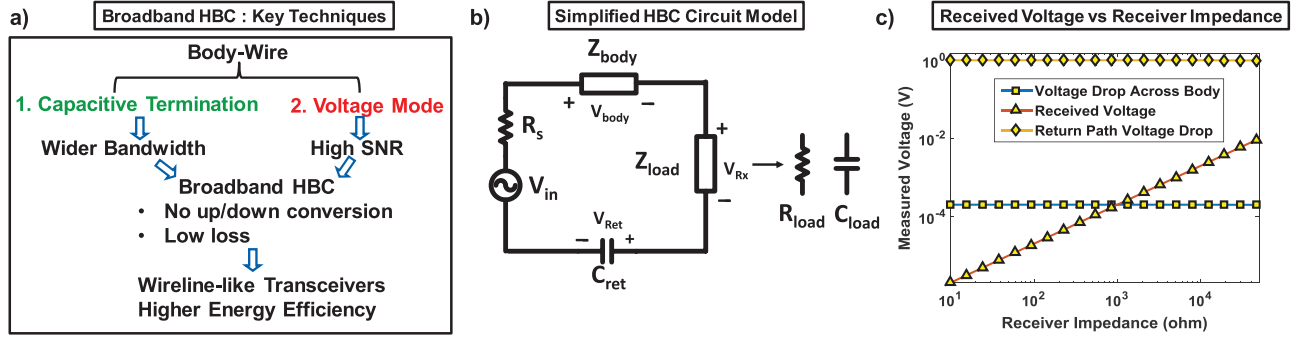 a)
Broadband HBC : Key Techniques
Body-Wire
1. Capacitive Termination
2. Voltage Mode
Wider Bandwidth
High SNR
Broadband HBC
• No up/down conversion
• Low loss
Wireline-like Transceivers
Higher Energy Efficiency
b)
Simplified HBC Circuit Model
Z_body
+ V_body −
R_s
V_in
+
Z_load
V_Rx
−
R_load
C_load
V_Ret
− +
C_ret
c)
Received Voltage vs Receiver Impedance
Measured Voltage (V)
10^0
10^-2
10^-4
Voltage Drop Across Body
Received Voltage
Return Path Voltage Drop
10^1 10^2 10^3 10^4
Receiver Impedance (ohm)